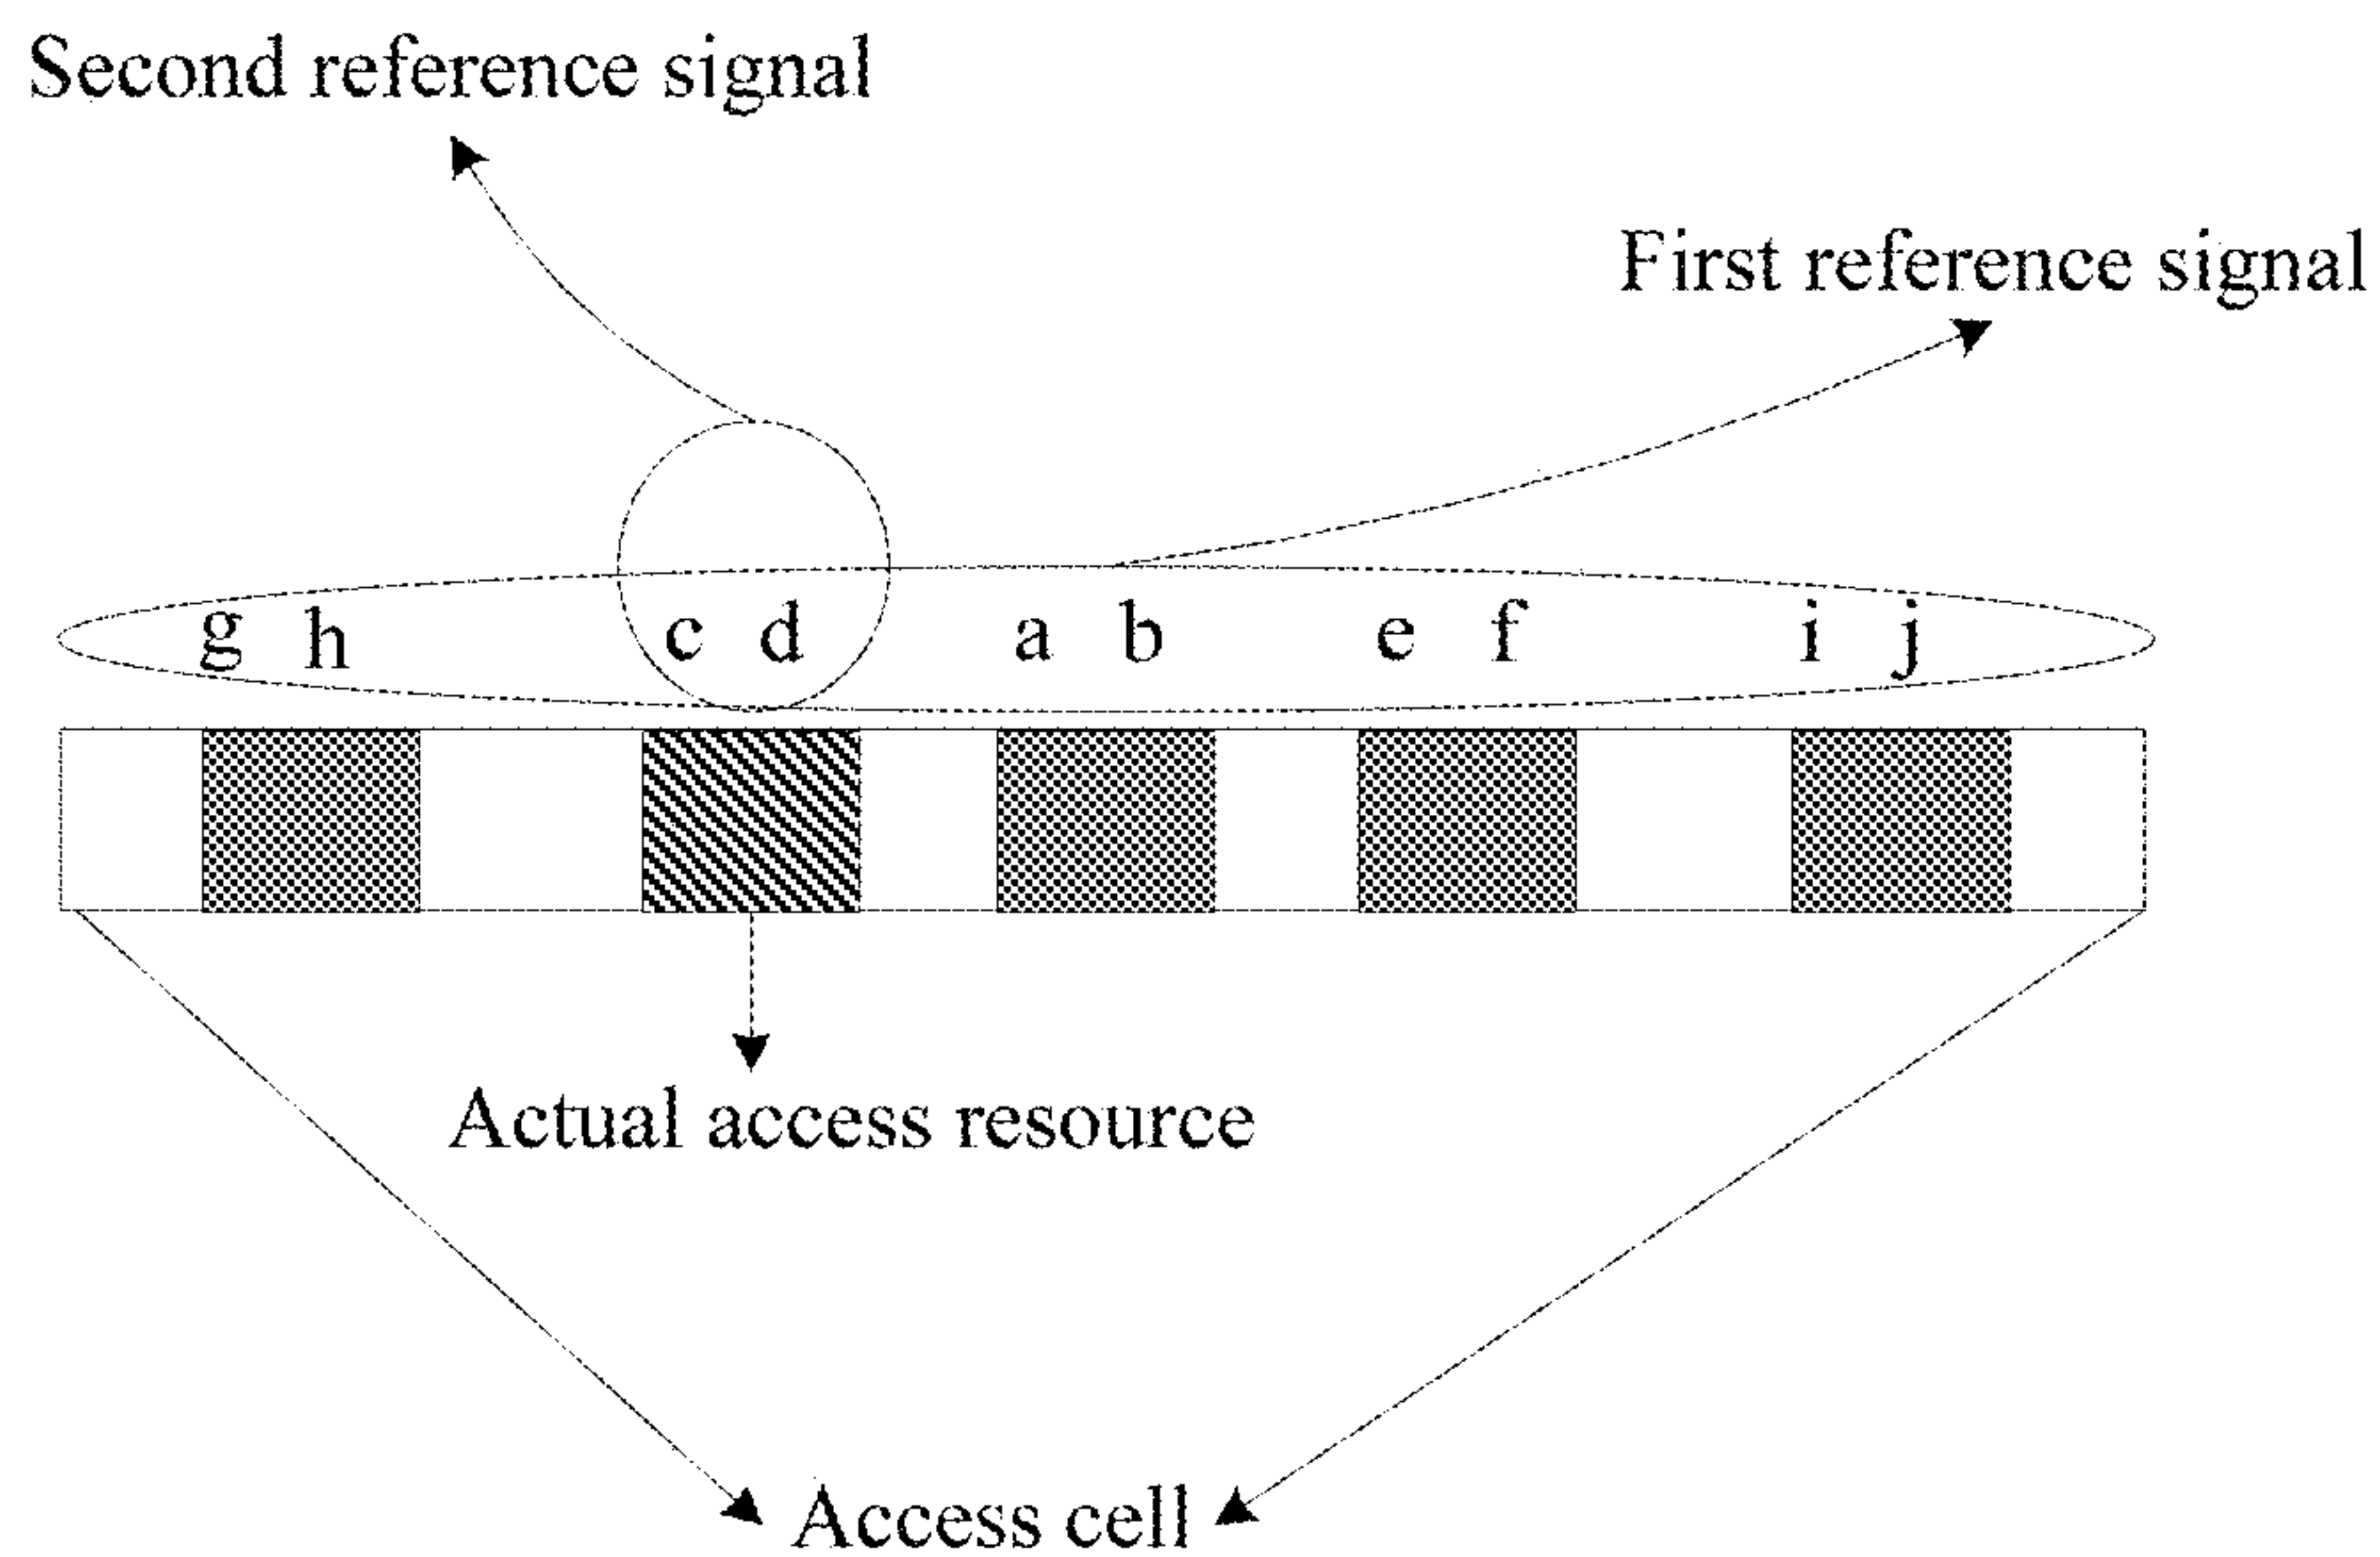 Second reference signal
First reference signal
g h c d a b e f i j
Actual access resource
Access cell